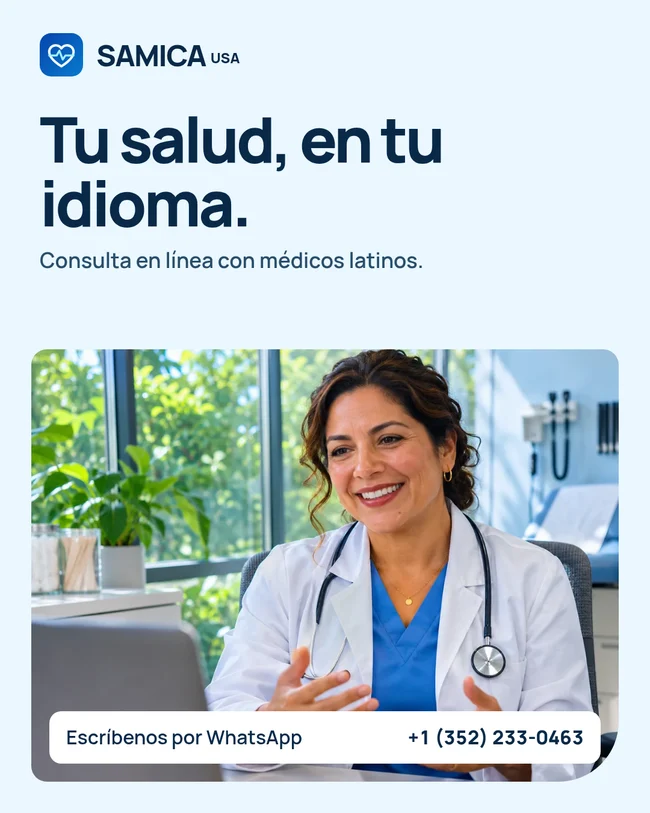 SAMICA USA
Tu salud, en tu
idioma.
Consulta en línea con médicos latinos.
Escríbenos por WhatsApp +1 (352) 233-0463